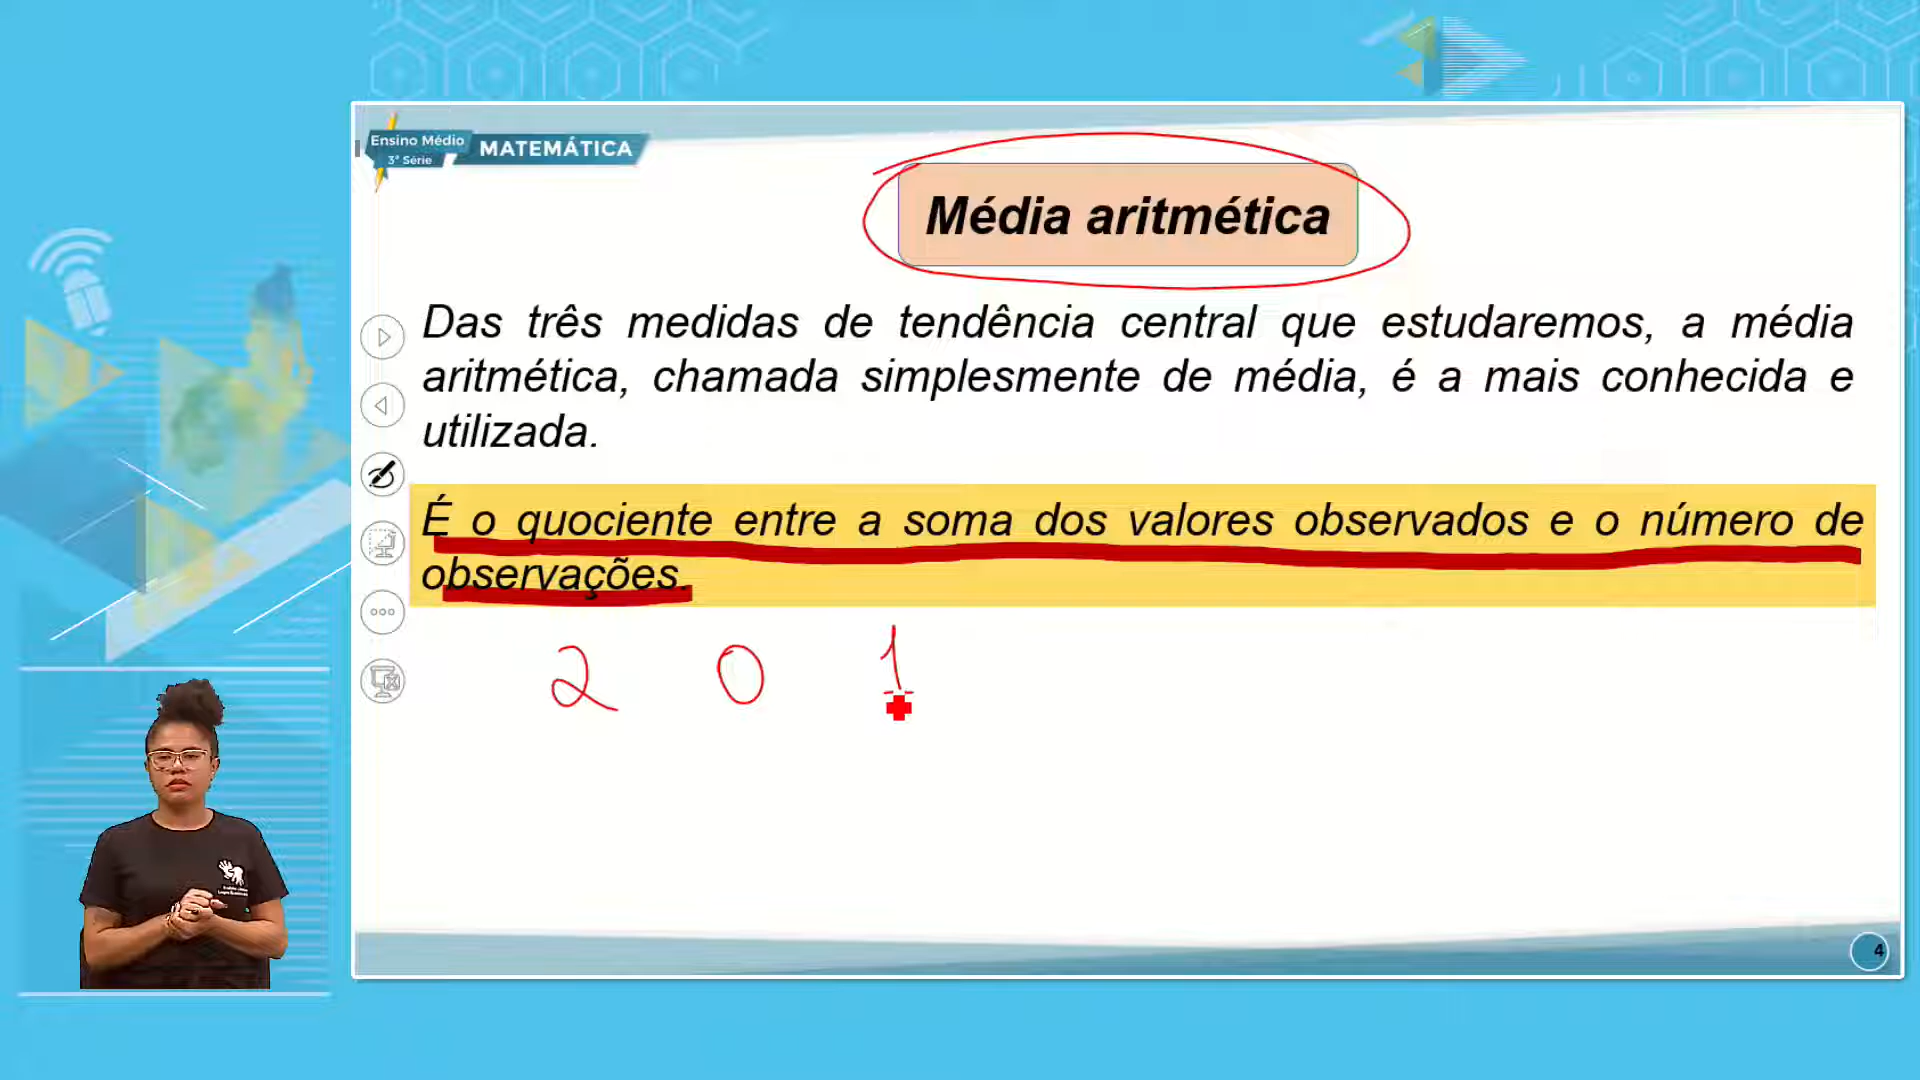 Ensino Médio
3ª Série
MATEMÁTICA
Média aritmética
Das três medidas de tendência central que estudaremos, a média
aritmética, chamada simplesmente de média, é a mais conhecida e
utilizada.
É o quociente entre a soma dos valores observados e o número de
observações.
2 0 1
4